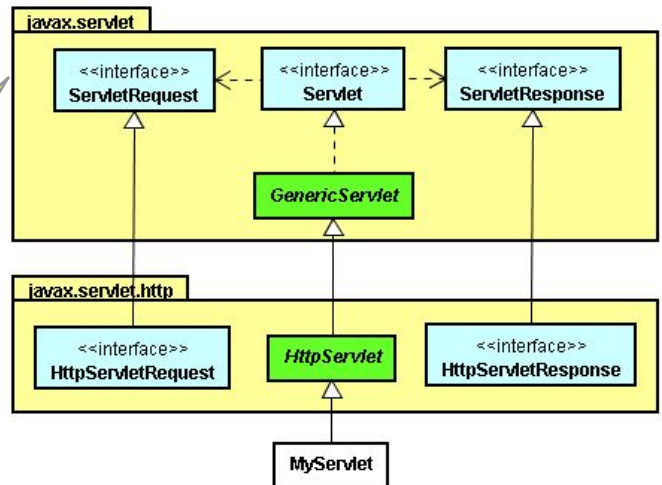 javax.servlet
<<interface>>
ServletRequest
<<interface>>
Servlet
<<interface>>
ServletResponse
GenericServlet
javax.servlet.http
<<interface>>
HttpServletRequest
HttpServlet
<<interface>>
HttpServletResponse
MyServlet